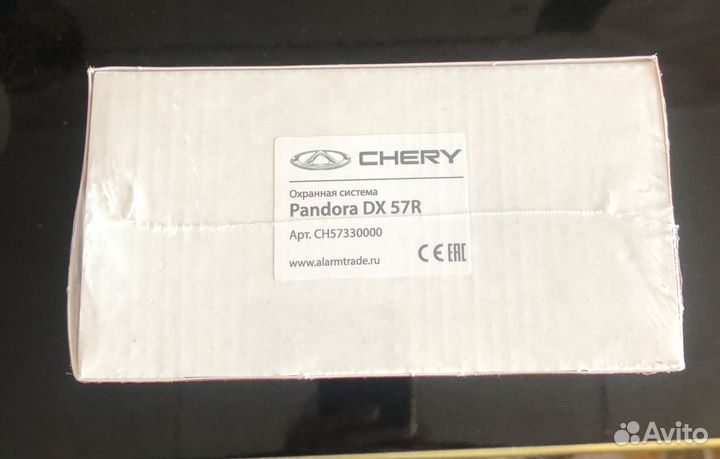 CHERY
Охранная система
Pandora DX 57R
Арт. CH57330000
www.alarmtrade.ru
CE EAC
Avito